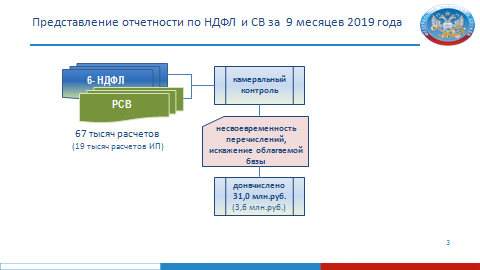 Представление отчетности по НДФЛ и СВ за 9 месяцев 2019 года
6- НДФЛ
РСВ
67 тысяч расчетов
(19 тысяч расчетов ИП)
камеральный
контроль
несвоевременность
перечислений,
искажение облагаемой
базы
доначислено
31,0 млн.руб.
(3,6 млн.руб.)
3